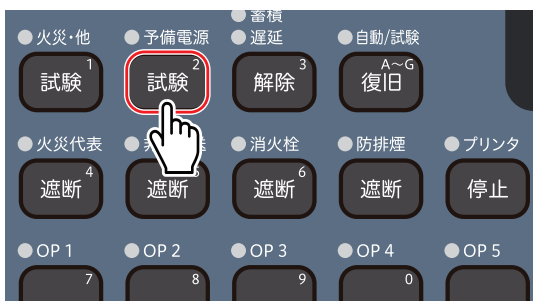 蓄積
火災・他 予備電源 遅延 自動/試験
試験 1 試験 2 解除 3 復旧 A～G
火災代表 消火栓 防排煙 プリンタ
遮断 4 遮断 遮断 6 遮断 停止
OP 1 OP 2 OP 3 OP 4 OP 5
7 8 9 0